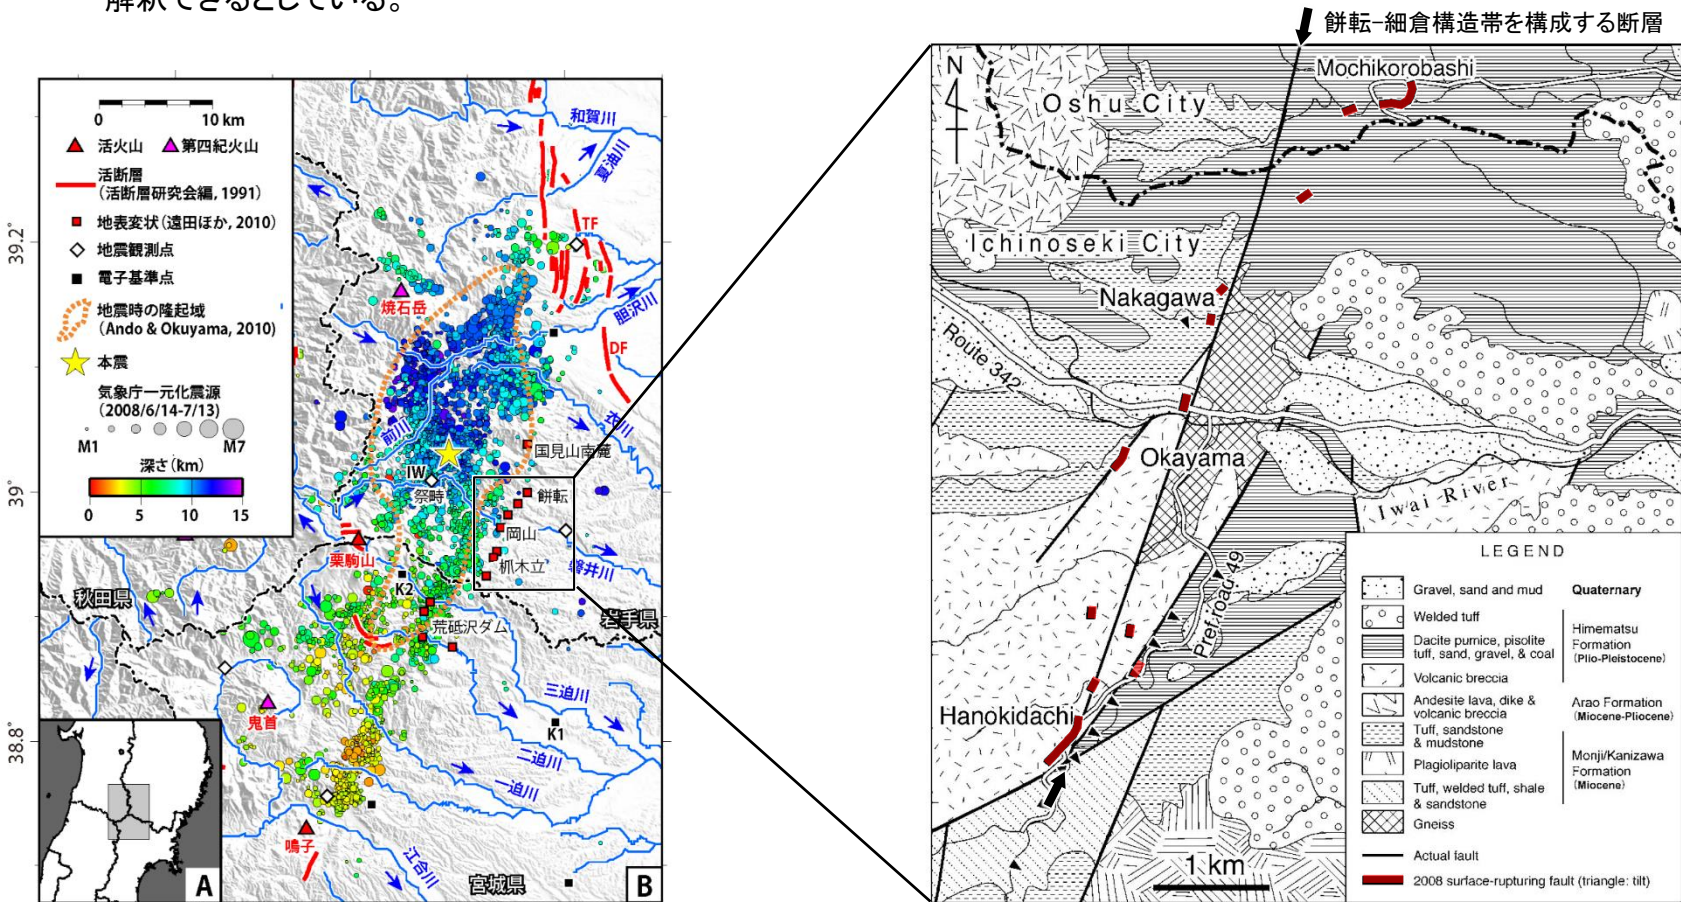 解釈できるとしている。
餅転-細倉構造帯を構成する断層
0 10 km
活火山 第四紀火山
活断層
(活断層研究会編, 1991)
地表変状(遠田ほか, 2010)
地震観測点
電子基準点
地震時の隆起域
(Ando & Okuyama, 2010)
本震
気象庁一元化震源
(2008/6/14-7/13)
M1 M7
深さ(km)
0 5 10 15
39.2°
39°
38.8°
和賀川
夏油川
TF
焼石岳
胆沢川
DF
衣川
前川
国見山南麓
IW
祭畤
餅転
岡山
栗駒山
磐井川
K2
秋田県
岩手県
荒砥沢ダム
三迫川
鬼首
K1
二迫川
一迫川
鳴子
江合川
宮城県
A
B
N
Mochikorobashi
Oshu City
Ichinoseki City
Nakagawa
Route 342
Okayama
Iwai River
Pref.road 49
Hanokidachi
1 km
LEGEND
Gravel, sand and mud Quaternary
Welded tuff
Dacite pumice, pisolite
tuff, sand, gravel, & coal
Volcanic breccia
Himematsu
Formation
(Plio-Pleistocene)
Andesite lava, dike &
volcanic breccia
Arao Formation
(Miocene-Pliocene)
Tuff, sandstone
& mudstone
Plagioliparite lava
Tuff, welded tuff, shale
& sandstone
Monji/Kanizawa
Formation
(Miocene)
Gneiss
Actual fault
2008 surface-rupturing fault (triangle: tilt)